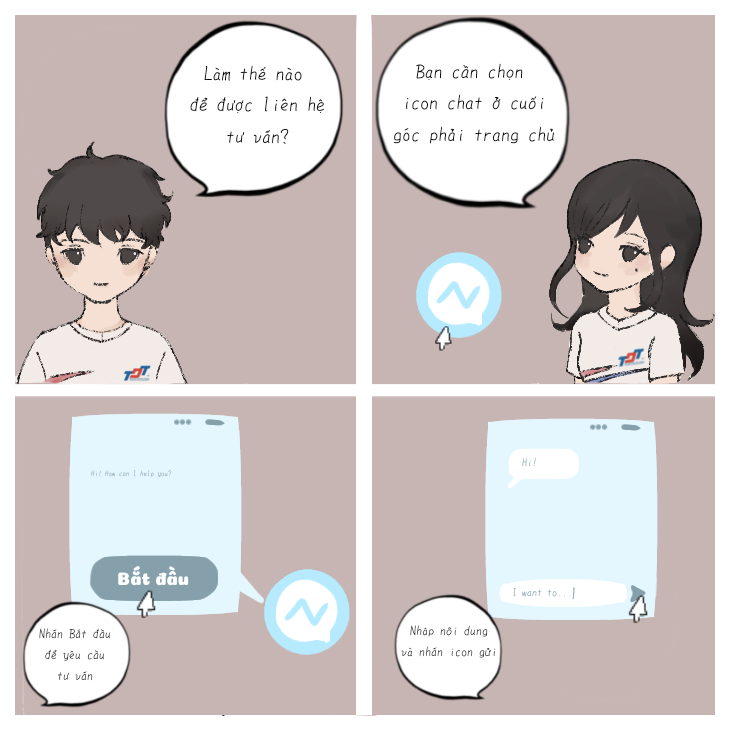 Làm thế nào
để được liên hệ
tư vấn?
TDT
Bạn cần chọn
icon chat ở cuối
góc phải trang chủ
TDT
Hi! How can I help you?
Bắt đầu
Nhấn Bắt đầu
để yêu cầu
tư vấn
Hi!
I want to...
Nhập nội dung
và nhấn icon gửi